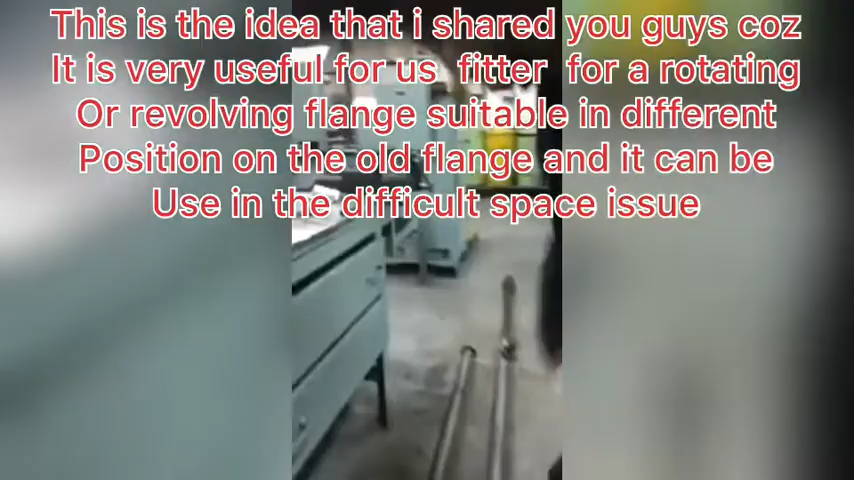 This is the idea that i shared you guys coz
It is very useful for us fitter for a rotating
Or revolving flange suitable in different
Position on the old flange and it can be
Use in the difficult space issue